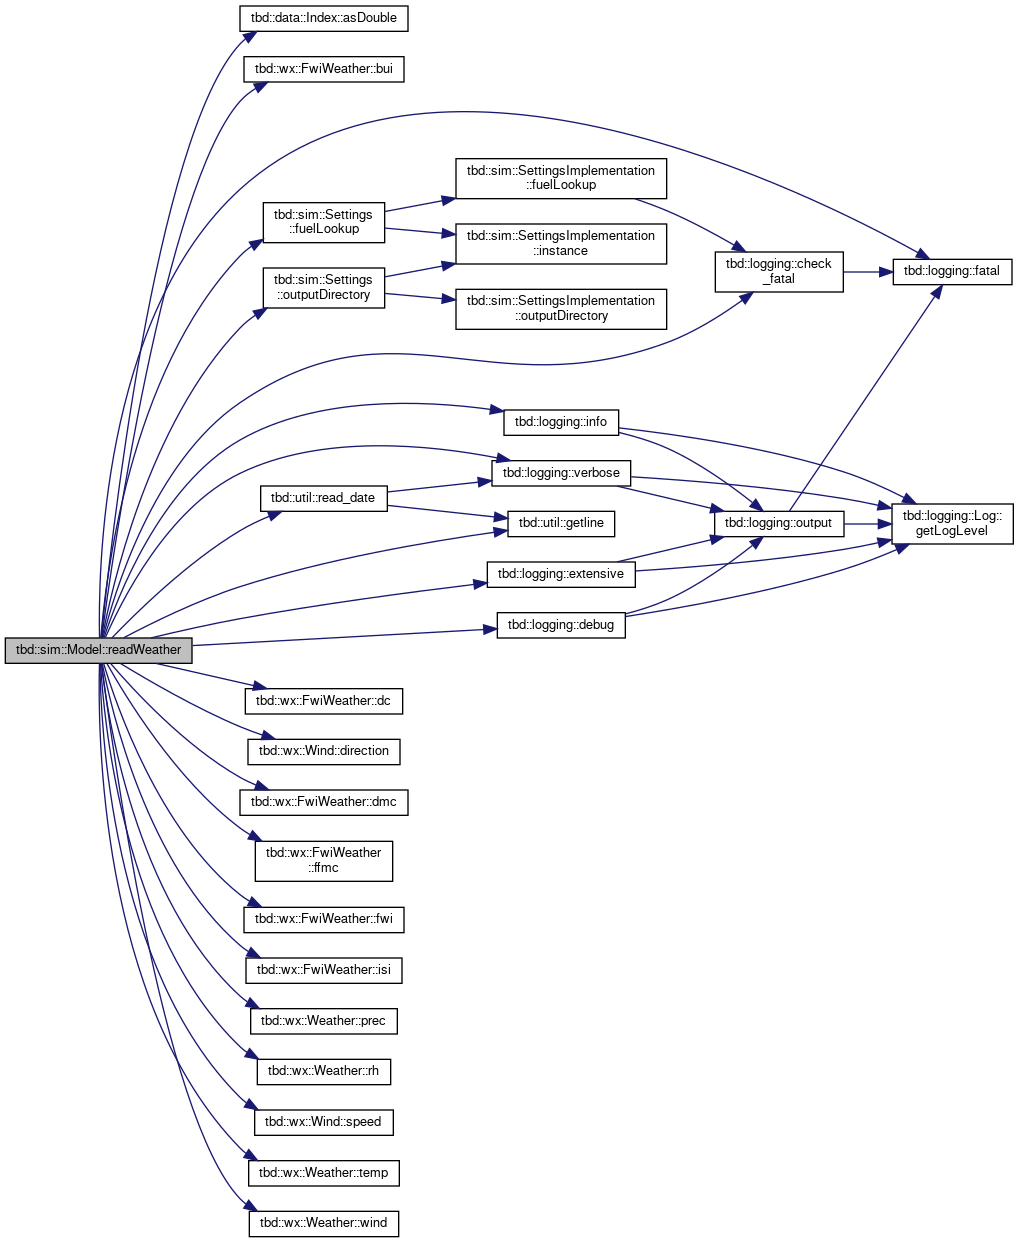 tbd::data::Index::asDouble
tbd::wx::FwiWeather::bui
tbd::sim::SettingsImplementation
::fuelLookup
tbd::sim::Settings
::fuelLookup
tbd::sim::SettingsImplementation
::instance
tbd::logging::check
_fatal
tbd::logging::fatal
tbd::sim::Settings
::outputDirectory
tbd::sim::SettingsImplementation
::outputDirectory
tbd::logging::info
tbd::logging::verbose
tbd::util::read_date
tbd::util::getline
tbd::logging::output
tbd::logging::Log::
getLogLevel
tbd::logging::extensive
tbd::logging::debug
tbd::sim::Model::readWeather
tbd::wx::FwiWeather::dc
tbd::wx::Wind::direction
tbd::wx::FwiWeather::dmc
tbd::wx::FwiWeather
::ffmc
tbd::wx::FwiWeather::fwi
tbd::wx::FwiWeather::isi
tbd::wx::Weather::prec
tbd::wx::Weather::rh
tbd::wx::Wind::speed
tbd::wx::Weather::temp
tbd::wx::Weather::wind